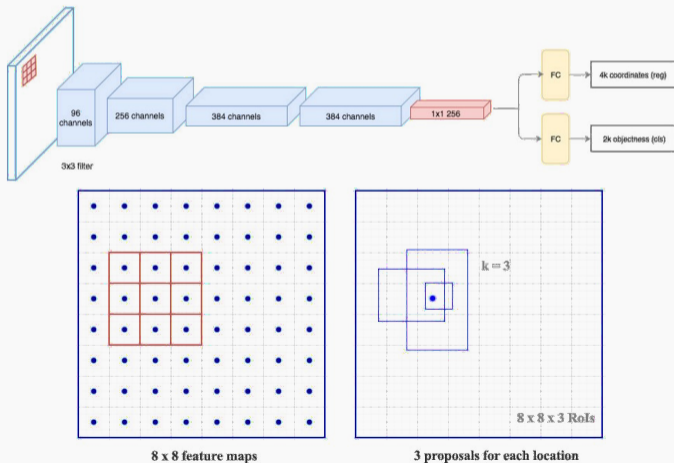 96
channels
256 channels
384 channels
384 channels
1x1 256
FC
4k coordinates (reg)
FC
2k objectness (cls)
3x3 filter
k = 3
8 x 8 x 3 RoIs
8 x 8 feature maps
3 proposals for each location